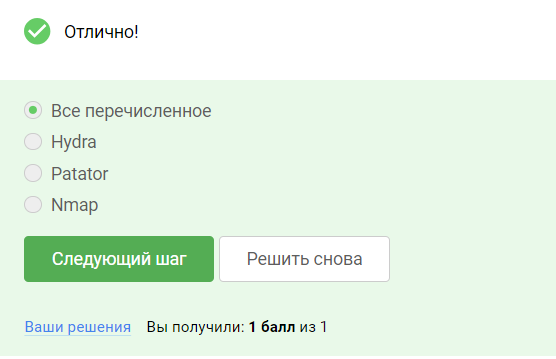 Отлично!
Все перечисленное
Hydra
Patator
Nmap
Следующий шаг Решить снова
Ваши решения Вы получили: 1 балл из 1